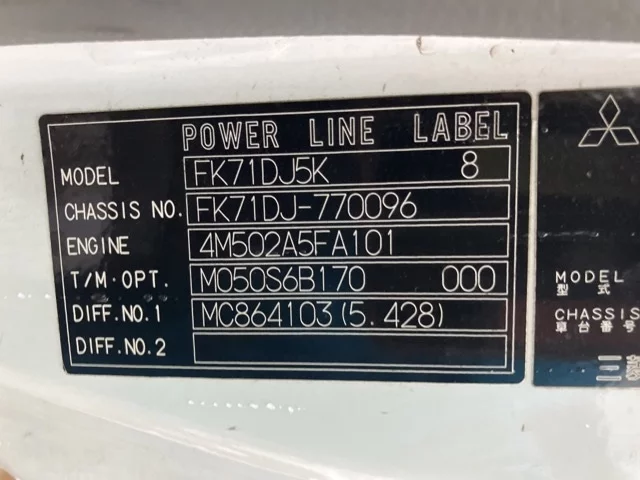 POWER LINE LABEL
MODEL FK71DJ5K 8
CHASSIS NO. FK71DJ-770096
ENGINE 4M502A5FA101
T/M·OPT. M050S6B170 000
DIFF.NO.1 MC864103(5.428)
DIFF.NO.2
MODEL
型式
CHASSIS
車台番号